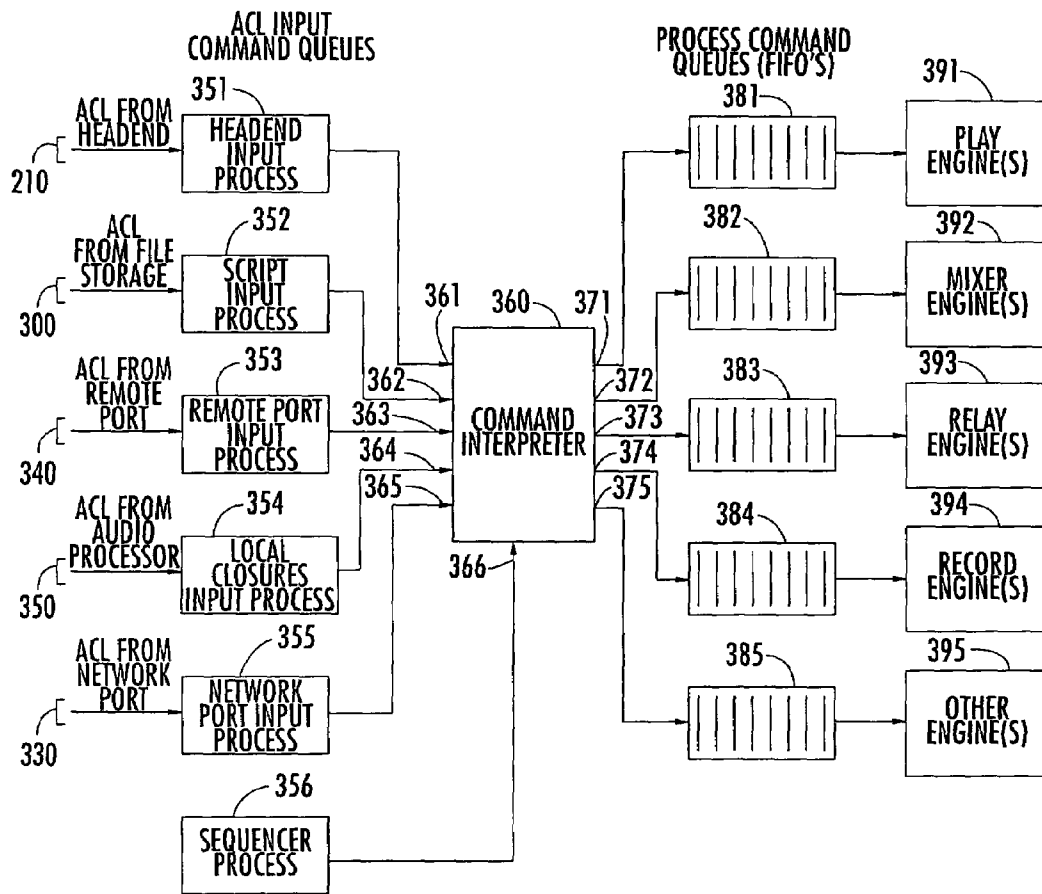 ACL INPUT
COMMAND QUEUES
PROCESS COMMAND
QUEUES (FIFO'S)
351
381
391
ACL FROM
HEADEND
HEADEND
INPUT
PROCESS
PLAY
ENGINE(S)
210
352
382
392
ACL
FROM FILE
STORAGE
SCRIPT
INPUT
PROCESS
MIXER
ENGINE(S)
300
361
360
371
353
383
393
ACL FROM
REMOTE
PORT
REMOTE PORT
INPUT
PROCESS
362
363
364
365
COMMAND
INTERPRETER
372
373
374
375
RELAY
ENGINE(S)
340
354
384
394
ACL FROM
AUDIO
PROCESSOR
LOCAL
CLOSURES
INPUT PROCESS
366
RECORD
ENGINE(S)
350
355
385
395
ACL FROM
NETWORK
PORT
NETWORK
PORT INPUT
PROCESS
OTHER
ENGINE(S)
330
356
SEQUENCER
PROCESS